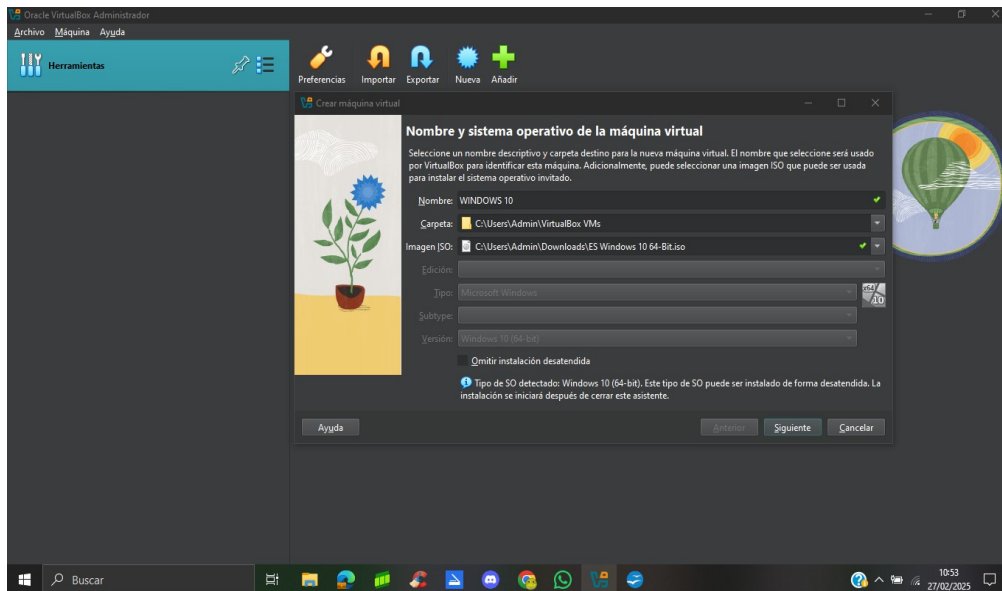 Oracle VirtualBox Administrador
Archivo Máquina Ayuda
Herramientas
Preferencias Importar Exportar Nueva Añadir
Crear máquina virtual
Nombre y sistema operativo de la máquina virtual
Seleccione un nombre descriptivo y carpeta destino para la nueva máquina virtual. El nombre que seleccione será usado
por VirtualBox para identificar esta máquina. Adicionalmente, puede seleccionar una imagen ISO que puede ser usada
para instalar el sistema operativo invitado.
Nombre: WINDOWS 10
Carpeta: C:\Users\Admin\VirtualBox VMs
Imagen ISO: C:\Users\Admin\Downloads\ES Windows 10 64-Bit.iso
Edición:
Tipo: Microsoft Windows
x64
10
Subtype:
Versión: Windows 10 (64-bit)
Omitir instalación desatendida
Tipo de SO detectado: Windows 10 (64-bit). Este tipo de SO puede ser instalado de forma desatendida. La
instalación se iniciará después de cerrar este asistente.
Ayuda Anterior Siguiente Cancelar
Buscar
10:53
27/02/2025